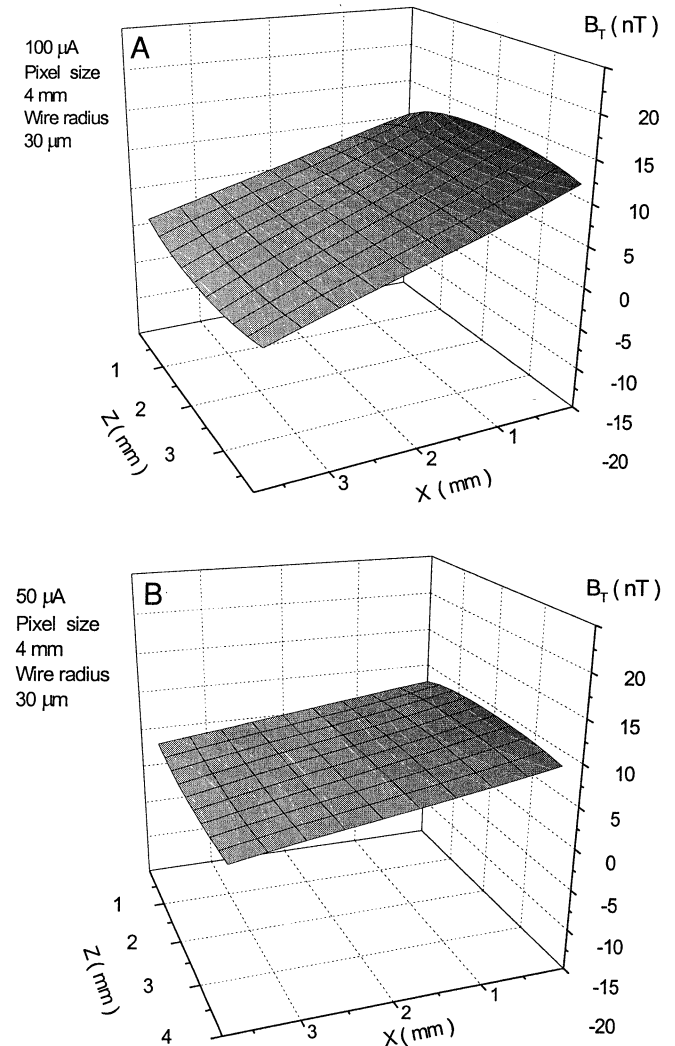 A
B_T (nT)
100 μA
Pixel size
4 mm
Wire radius
30 μm
20
15
10
5
0
-5
-10
-15
-20
1
2
3
Z (mm)
3
2
1
X (mm)
B
B_T (nT)
50 μA
Pixel size
4 mm
Wire radius
30 μm
20
15
10
5
0
-5
-10
-15
-20
1
2
3
4
Z (mm)
3
2
1
X (mm)